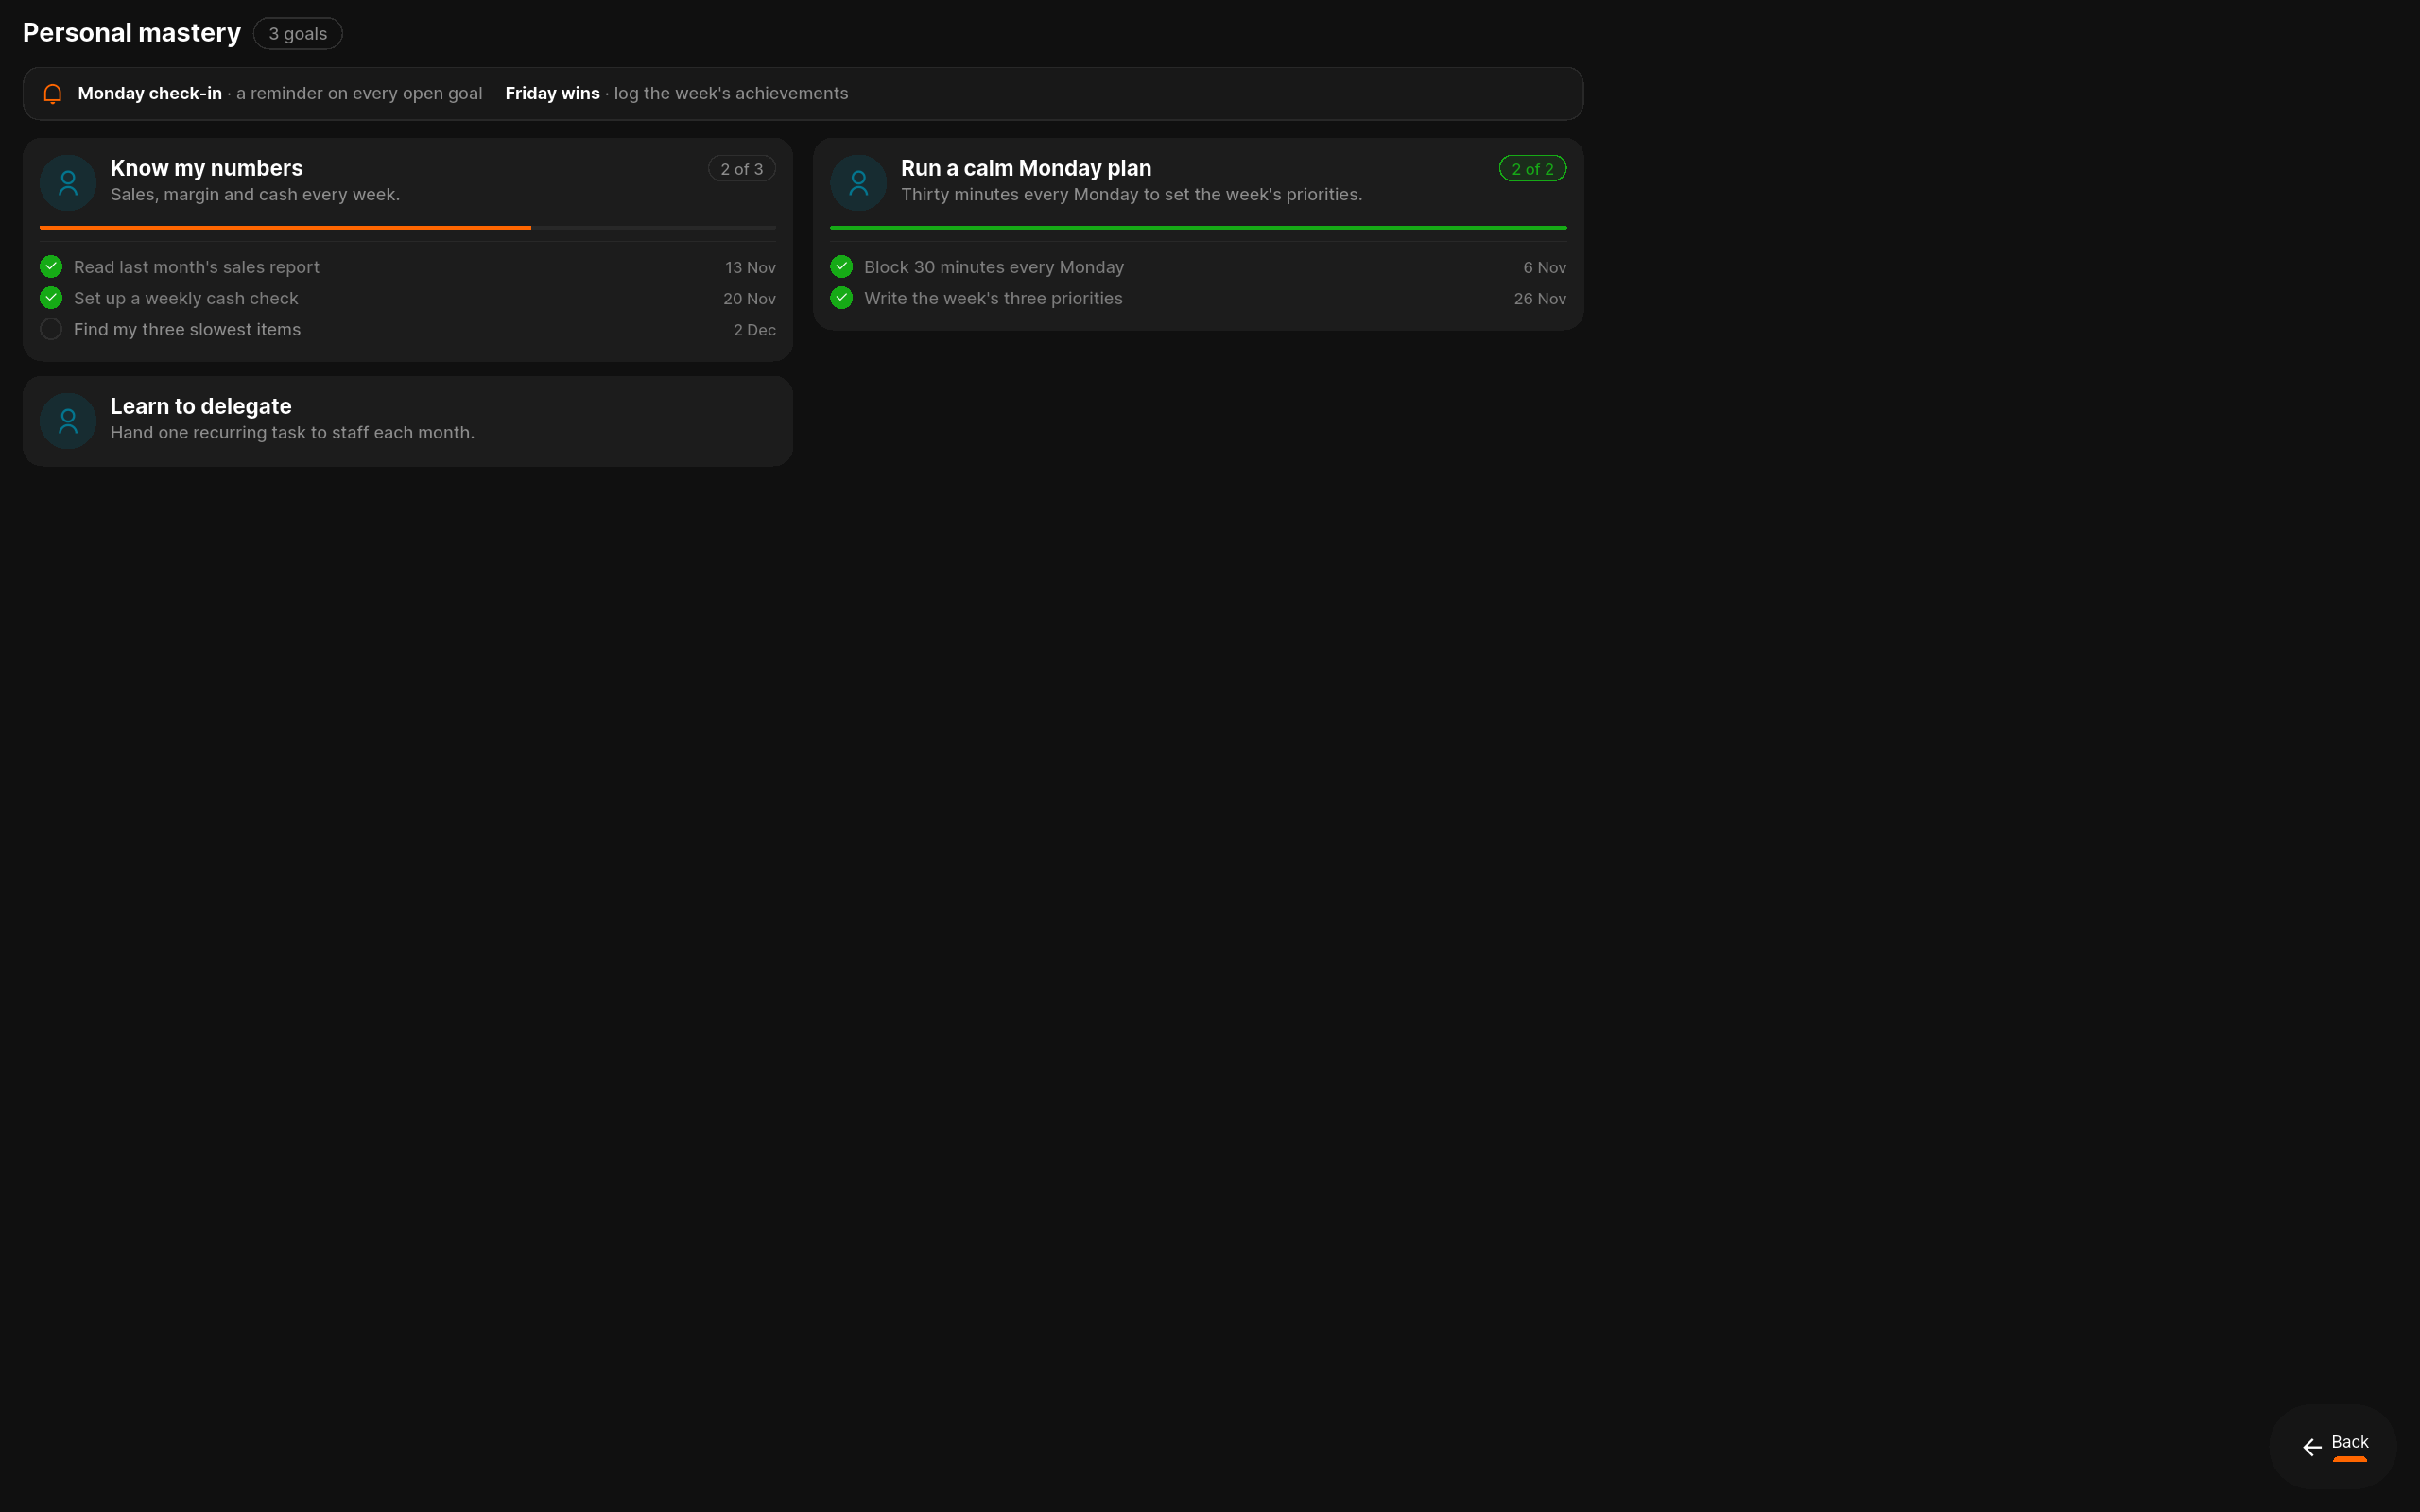 Personal mastery 3 goals
Monday check-in · a reminder on every open goal Friday wins · log the week's achievements
Know my numbers 2 of 3
Sales, margin and cash every week.
Read last month's sales report 13 Nov
Set up a weekly cash check 20 Nov
Find my three slowest items 2 Dec
Run a calm Monday plan 2 of 2
Thirty minutes every Monday to set the week's priorities.
Block 30 minutes every Monday 6 Nov
Write the week's three priorities 26 Nov
Learn to delegate
Hand one recurring task to staff each month.
Back